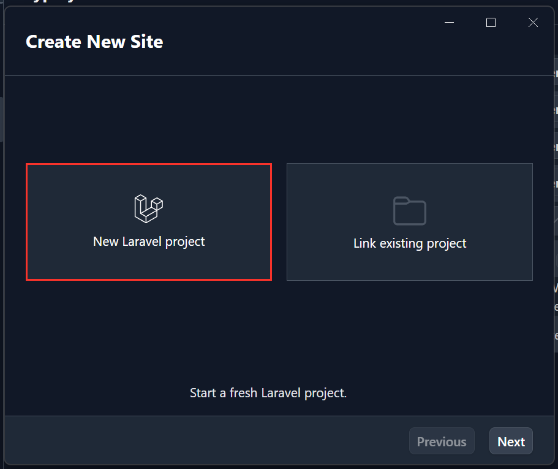 Create New Site
New Laravel project
Link existing project
Start a fresh Laravel project.
Previous
Next